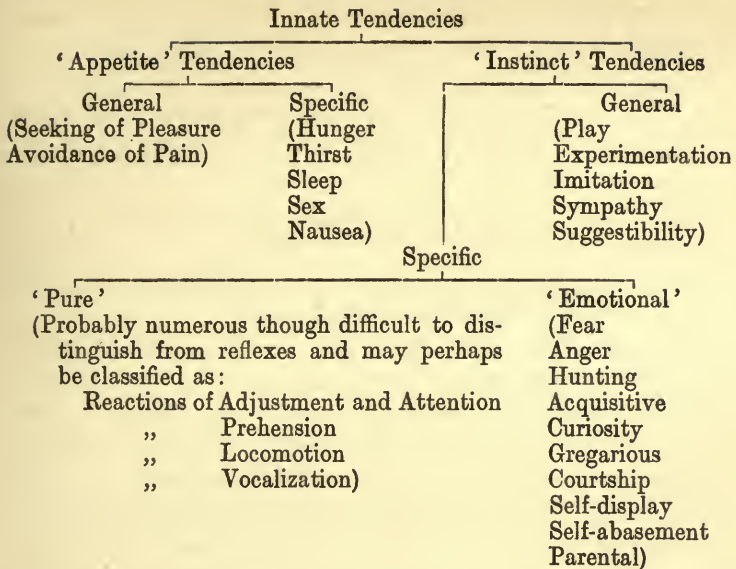 Innate Tendencies
‘Appetite’ Tendencies ‘Instinct’ Tendencies
General Specific General
(Seeking of Pleasure (Hunger (Play
Avoidance of Pain) Thirst Experimentation
Sleep Imitation
Sex Sympathy
Nausea) Suggestibility)
Specific
‘Pure’ ‘Emotional’
(Probably numerous though difficult to dis- (Fear
tinguish from reflexes and may perhaps Anger
be classified as: Hunting
Reactions of Adjustment and Attention Acquisitive
„ Prehension Curiosity
„ Locomotion Gregarious
„ Vocalization) Courtship
Self-display
Self-abasement
Parental)